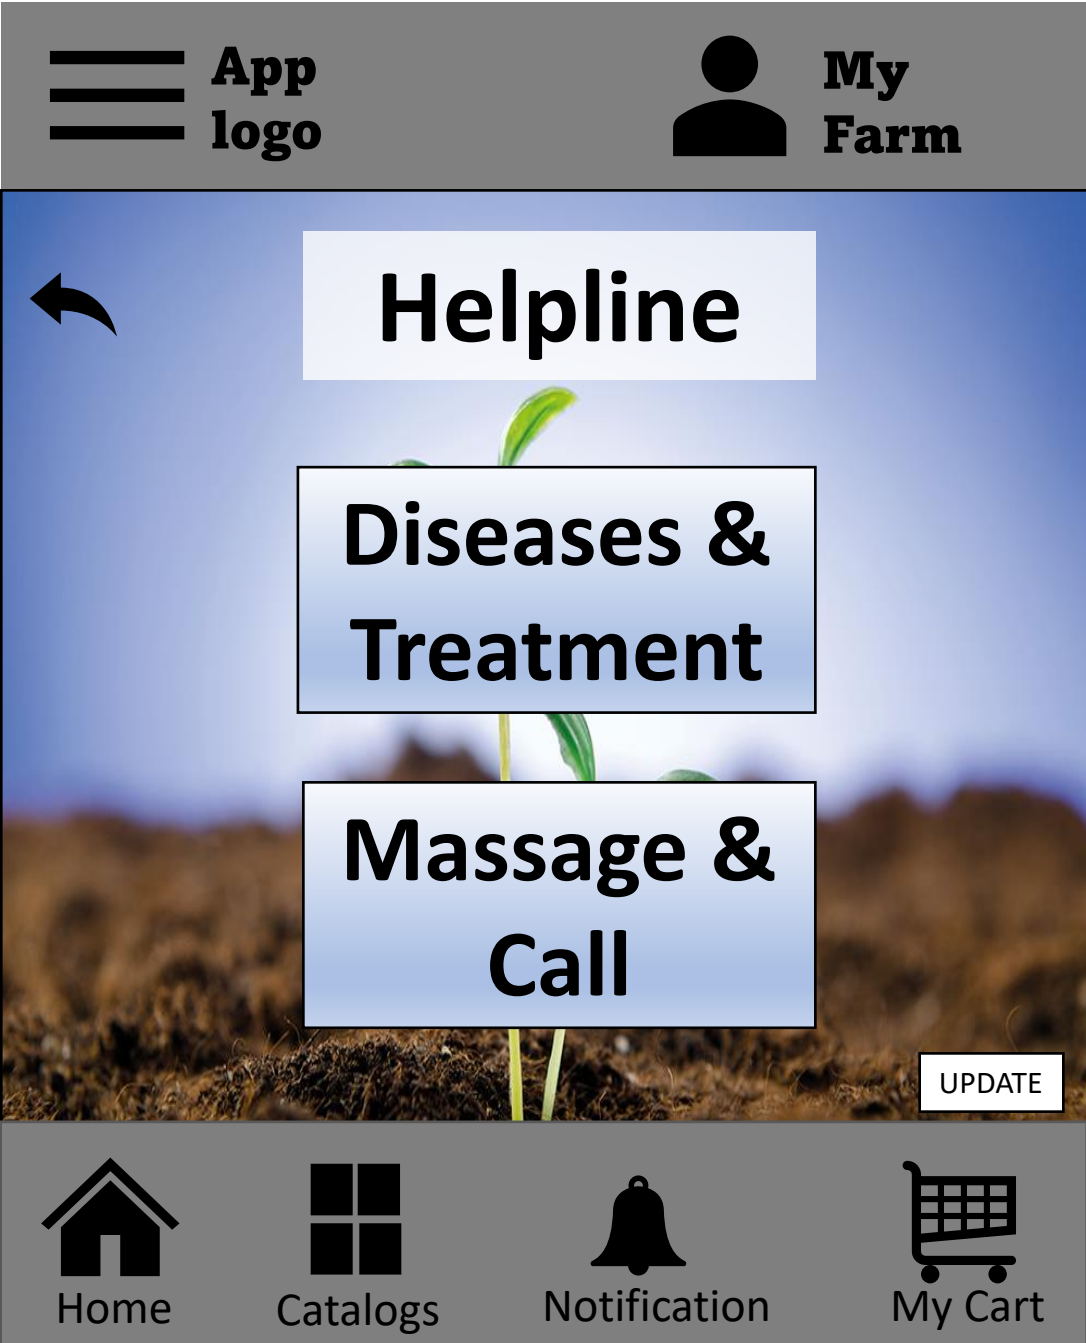 App
logo
My
Farm
Helpline
Diseases &
Treatment
Massage &
Call
UPDATE
Home
Catalogs
Notification
My Cart